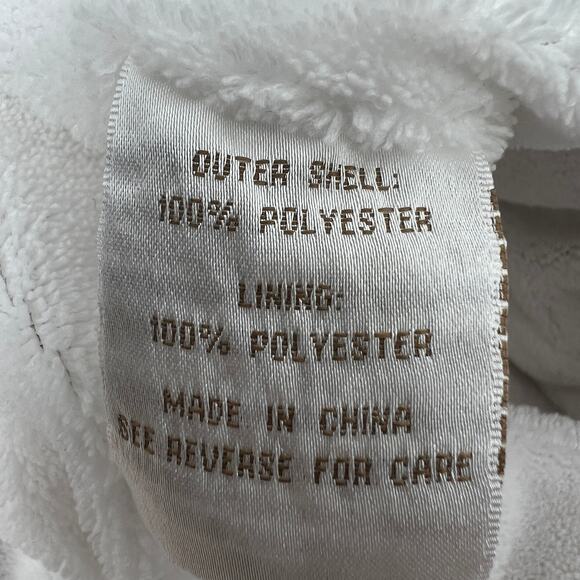 OUTER SHELL:
100% POLYESTER
LINING:
100% POLYESTER
MADE IN CHINA
SEE REVERSE FOR CARE